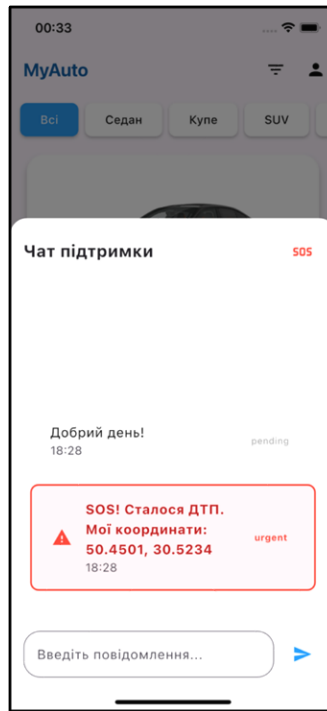 00:33
MyAuto
Всі Седан Купе SUV
Чат підтримки SOS
Добрий день!
18:28
pending
SOS! Сталося ДТП.
Мої координати:
50.4501, 30.5234
urgent
18:28
Введіть повідомлення...